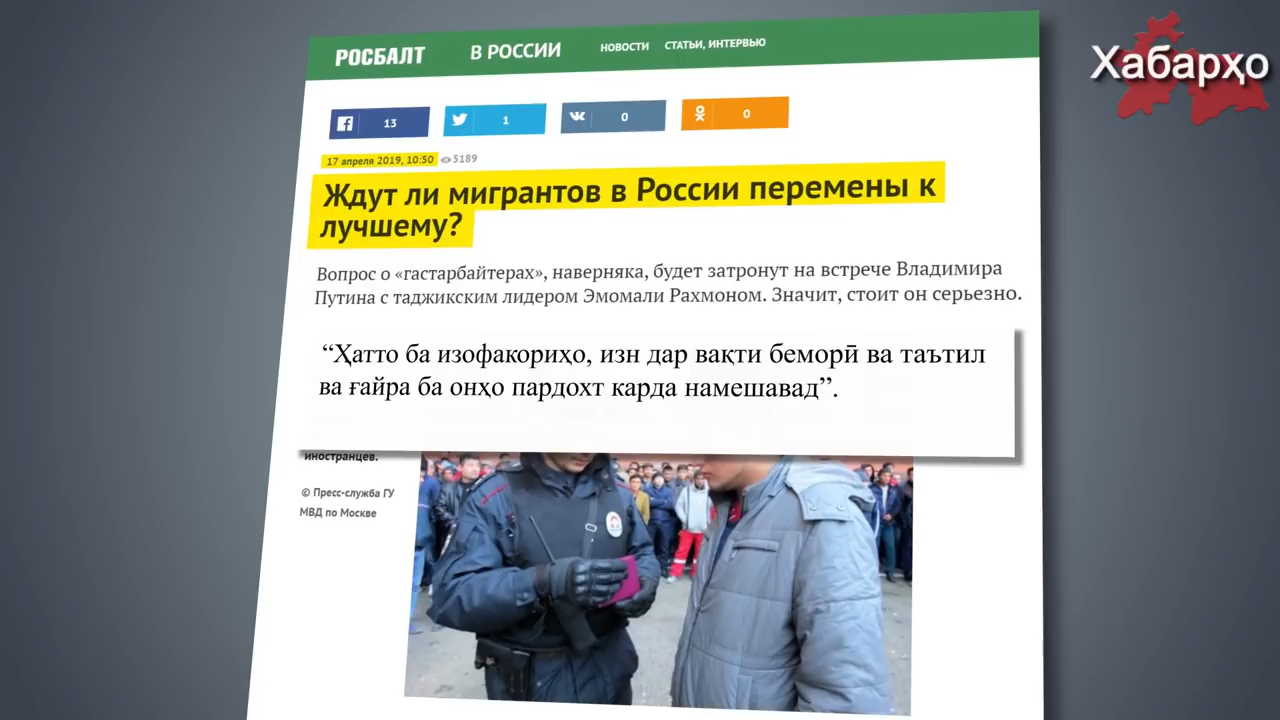 Хабарҳо
РОСБАЛТ В РОССИИ НОВОСТИ СТАТЬИ, ИНТЕРВЬЮ
13 1 0 0
17 апреля 2019, 10:50 5189
Ждут ли мигрантов в России перемены к
лучшему?
Вопрос о «гастарбайтерах», наверняка, будет затронут на встрече Владимира
Путина с таджикским лидером Эмомали Рахмоном. Значит, стоит он серьезно.
“Ҳатто ба изофакориҳо, изн дар вақти беморӣ ва таътил
ва ғайра ба онҳо пардохт карда намешавад”.
иностранцев.
© Пресс-служба ГУ
МВД по Москве